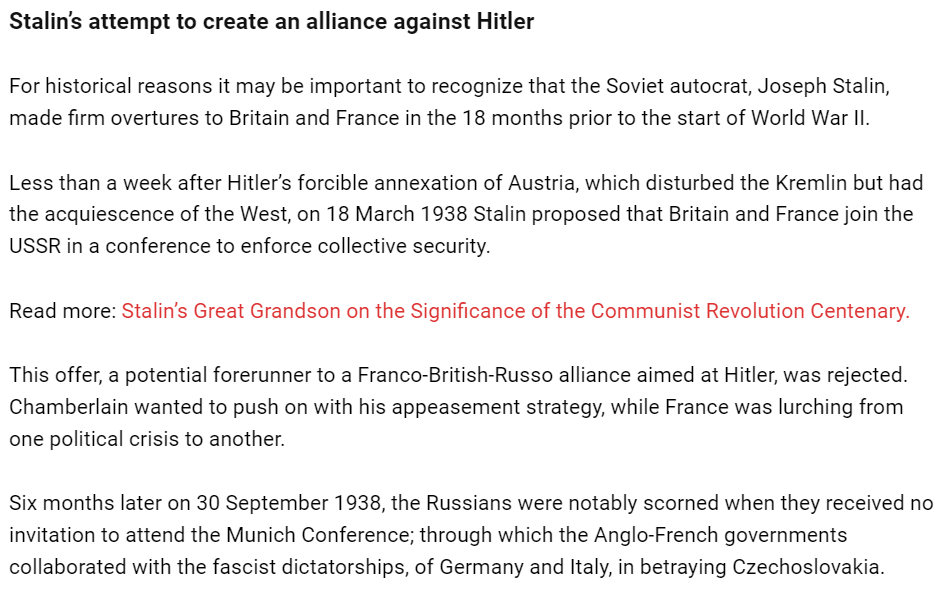 Stalin’s attempt to create an alliance against Hitler
For historical reasons it may be important to recognize that the Soviet autocrat, Joseph Stalin,
made firm overtures to Britain and France in the 18 months prior to the start of World War II.
Less than a week after Hitler’s forcible annexation of Austria, which disturbed the Kremlin but had
the acquiescence of the West, on 18 March 1938 Stalin proposed that Britain and France join the
USSR in a conference to enforce collective security.
Read more: Stalin’s Great Grandson on the Significance of the Communist Revolution Centenary.
This offer, a potential forerunner to a Franco-British-Russo alliance aimed at Hitler, was rejected.
Chamberlain wanted to push on with his appeasement strategy, while France was lurching from
one political crisis to another.
Six months later on 30 September 1938, the Russians were notably scorned when they received no
invitation to attend the Munich Conference; through which the Anglo-French governments
collaborated with the fascist dictatorships, of Germany and Italy, in betraying Czechoslovakia.